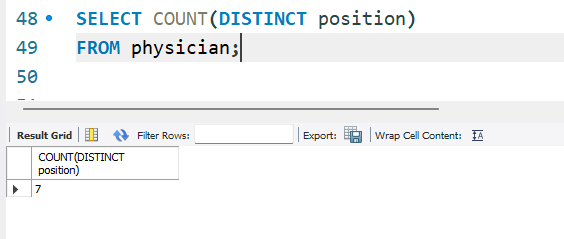 48 SELECT COUNT(DISTINCT position)
49 FROM physician;
50
Result Grid Filter Rows: Export: Wrap Cell Content: IA
COUNT(DISTINCT
position)
7